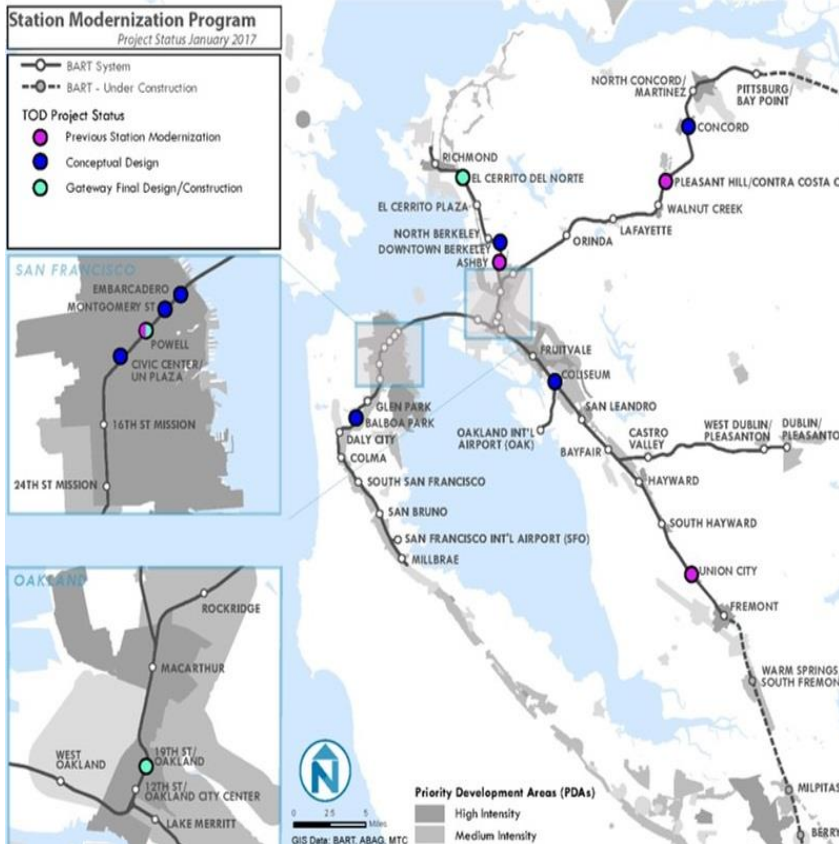 Station Modernization Program
Project Status January 2017
BART System
BART - Under Construction
TOD Project Status
Previous Station Modernization
Conceptual Design
Gateway Final Design/Construction
SAN FRANCISCO
EMBARCADERO
MONTGOMERY ST
POWELL
CIVIC CENTER/
UN PLAZA
16TH ST MISSION
24TH ST MISSION
OAKLAND
ROCKRIDGE
MACARTHUR
19TH ST/
OAKLAND
WEST
OAKLAND
12TH ST/
OAKLAND CITY CENTER
LAKE MERRITT
NORTH CONCORD/
MARTINEZ
PITTSBURG/
BAY POINT
CONCORD
RICHMOND
EL CERRITO DEL NORTE
PLEASANT HILL/CONTRA COSTA C
EL CERRITO PLAZA
WALNUT CREEK
LAFAYETTE
ORINDA
NORTH BERKELEY
DOWNTOWN BERKELEY
ASHBY
FRUITVALE
COLISEUM
GLEN PARK
BALBOA PARK
DALY CITY
COLMA
SAN LEANDRO
OAKLAND INT'L
AIRPORT (OAK)
BAYFAIR
CASTRO
VALLEY
WEST DUBLIN/
PLEASANTON
DUBLIN/
PLEASANTO
HAYWARD
SOUTH SAN FRANCISCO
SAN BRUNO
SOUTH HAYWARD
SAN FRANCISCO INT'L AIRPORT (SFO)
MILLBRAE
UNION CITY
FREMONT
WARM SPRINGS/
SOUTH FREMON
MILPITAS
BERRY
N
0 2.5 5
Miles
GIS Data: BART, ABAG, MTC
Priority Development Areas (PDAs)
High Intensity
Medium Intensity